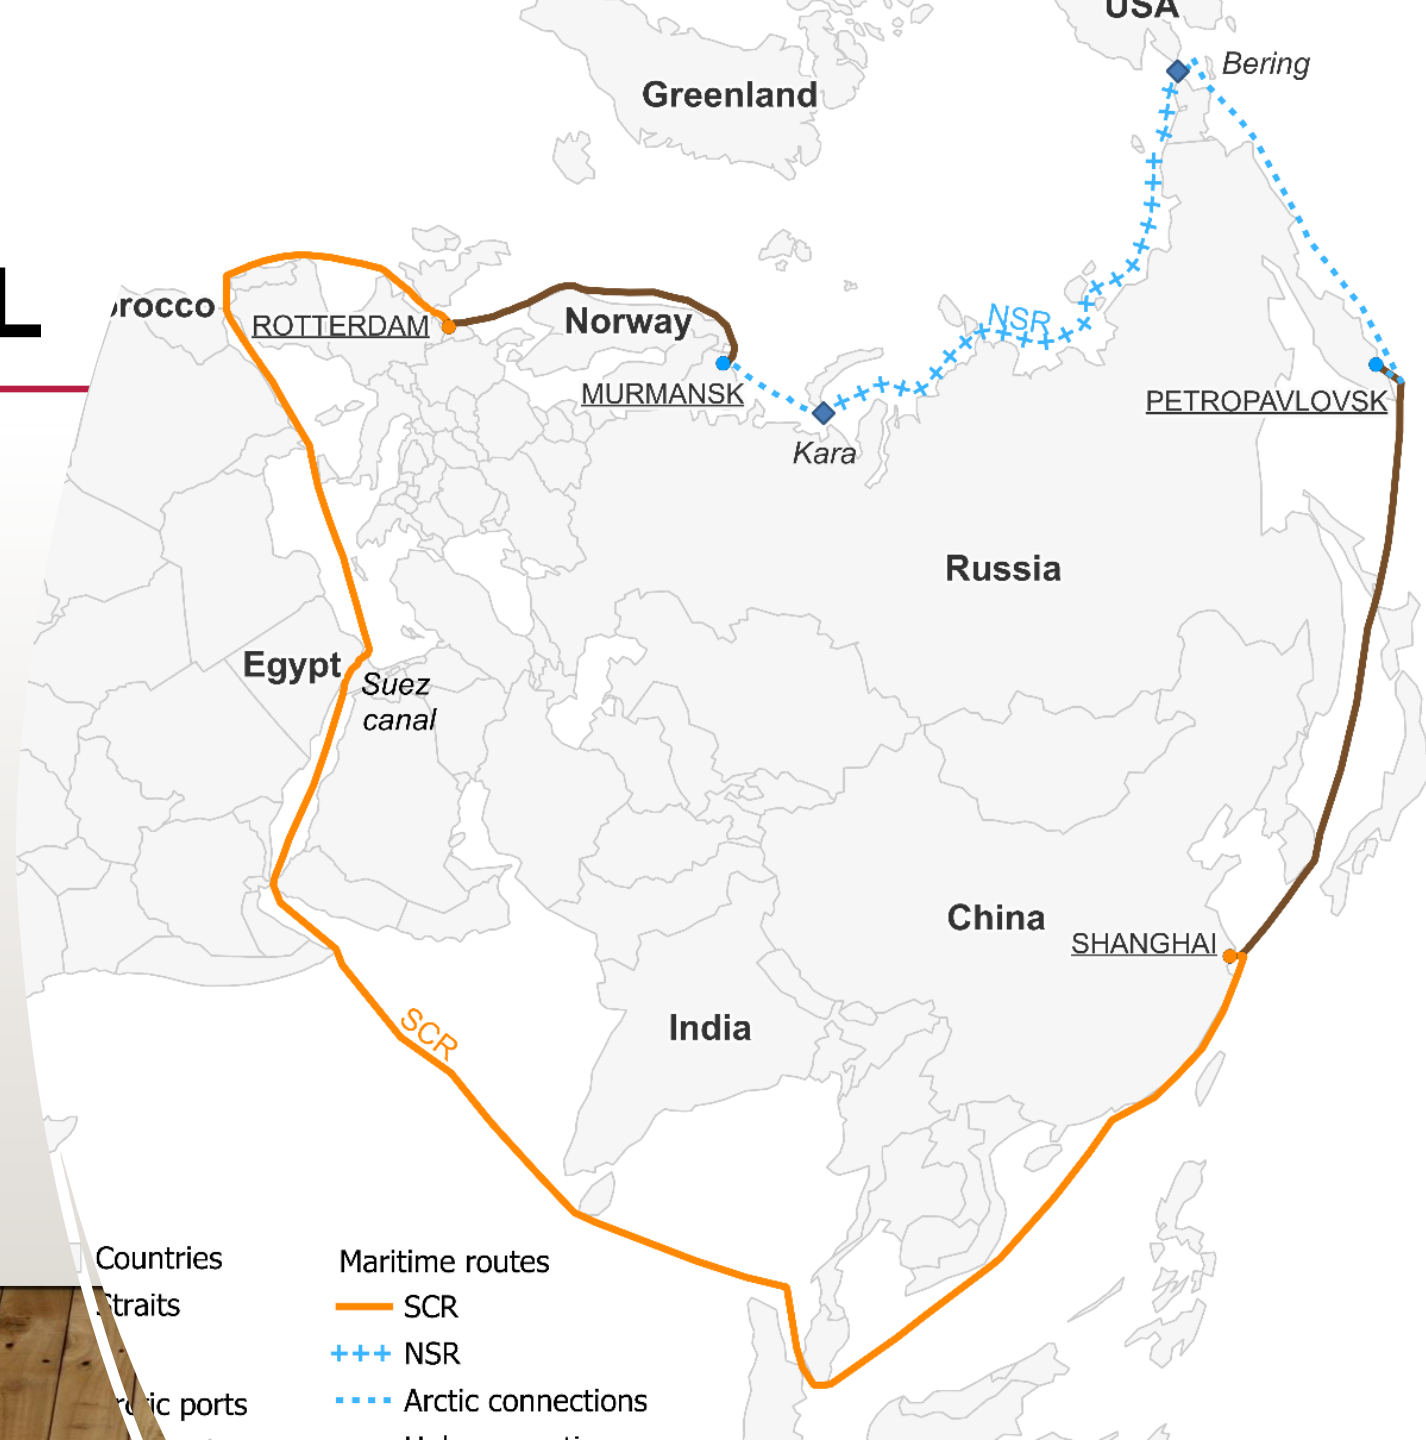 USA
Bering
Greenland
ROTTERDAM
Norway
NSR
MURMANSK
PETROPAVLOVSK
Kara
Russia
Egypt
Suez
canal
China
SHANGHAI
SCR
India
Countries
Maritime routes
SCR
NSR
ports
Arctic connections